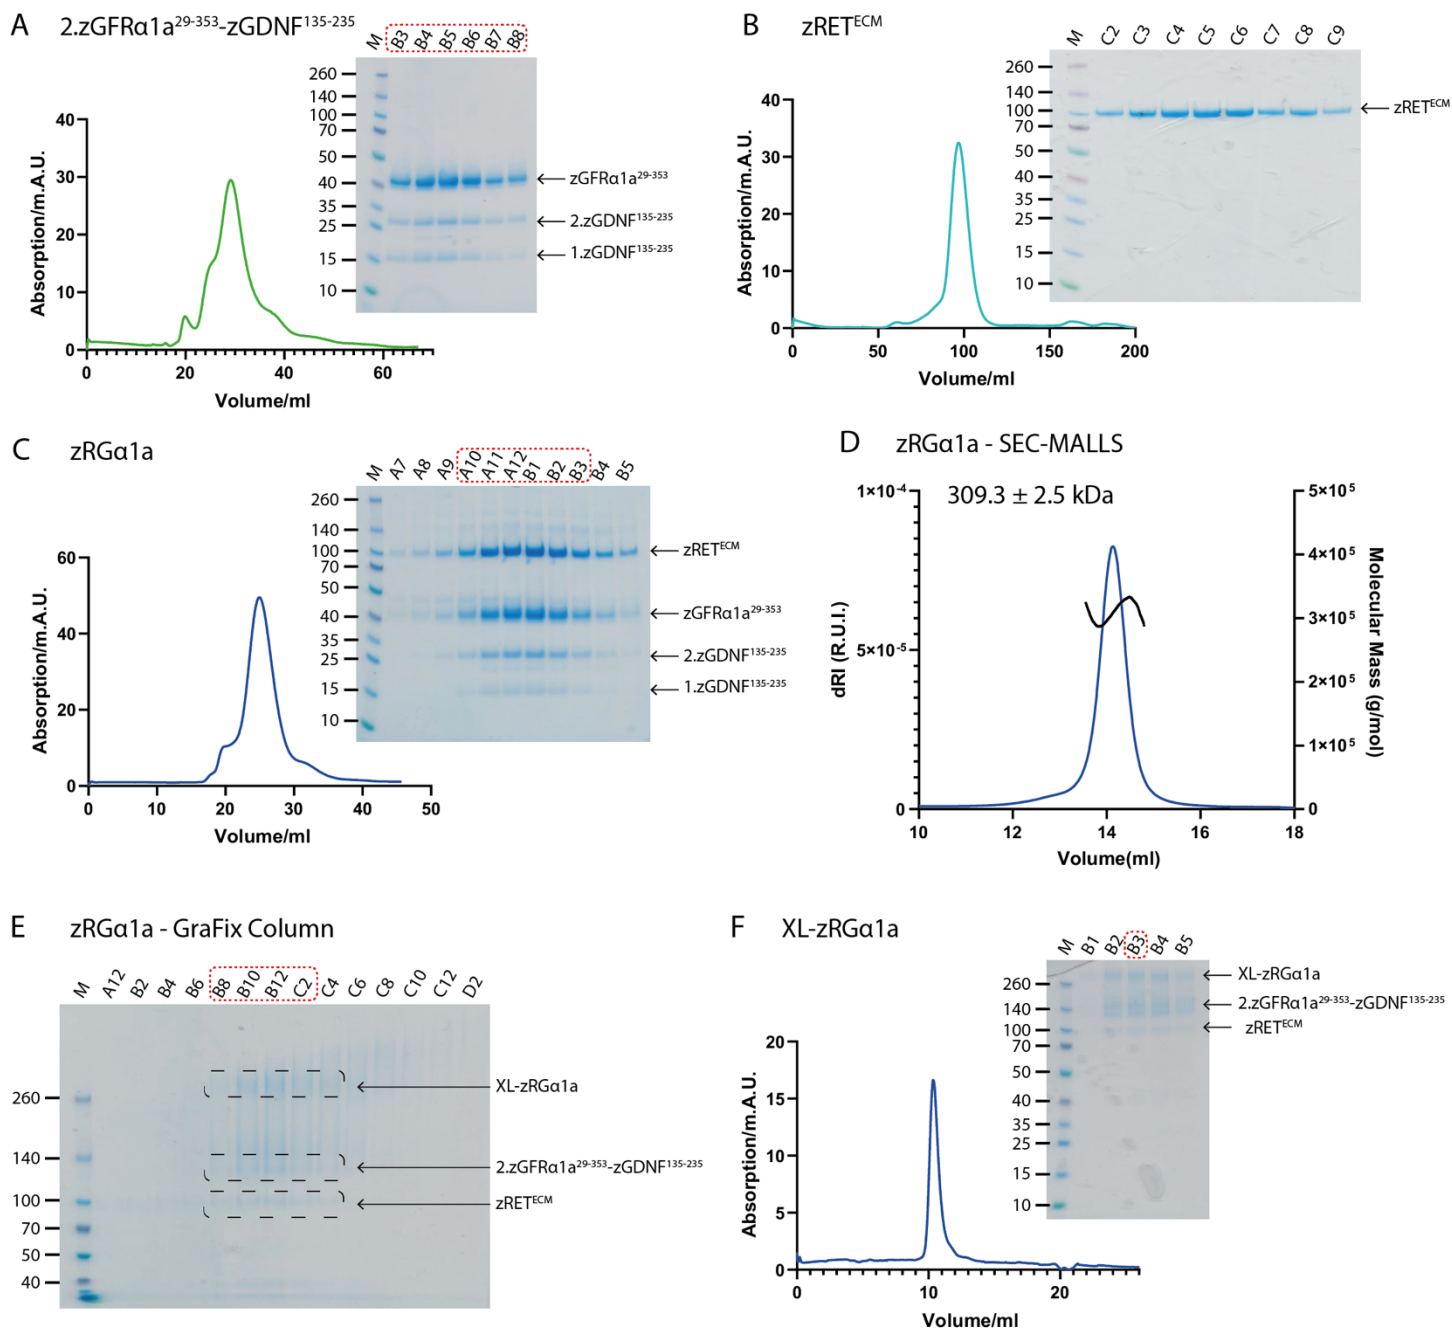 A 2.zGFRα1a29-353-zGDNF135-235
M B3 B4 B5 B6 B7 B8
260
140
100
70
50
40
35
25
15
10
zGFRα1a29-353
2.zGDNF135-235
1.zGDNF135-235
Absorption/m.A.U.
40
30
20
10
0
0 20 40 60
Volume/ml
B zRETECM
M C2 C3 C4 C5 C6 C7 C8 C9
260
140
100
70
50
40
35
25
15
10
zRETECM
Absorption/m.A.U.
40
30
20
10
0
0 50 100 150 200
Volume/ml
C zRGα1a
M A7 A8 A9 A10 A11 A12 B1 B2 B3 B4 B5
260
140
100
70
50
40
35
25
15
10
zRETECM
zGFRα1a29-353
2.zGDNF135-235
1.zGDNF135-235
Absorption/m.A.U.
60
40
20
0
0 10 20 30 40 50
Volume/ml
D zRGα1a - SEC-MALLS
309.3 ± 2.5 kDa
dRI (R.U.I.)
1×10-4
5×10-5
0
Molecular Mass (g/mol)
5×105
4×105
3×105
2×105
1×105
0
10 12 14 16 18
Volume(ml)
E zRGα1a - GraFix Column
M A12 B2 B4 B6 B8 B10 B12 C2 C4 C6 C8 C10 C12 D2
260
140
100
70
50
40
XL-zRGα1a
2.zGFRα1a29-353-zGDNF135-235
zRETECM
F XL-zRGα1a
M B1 B2 B3 B4 B5
260
140
100
70
50
40
35
25
15
10
XL-zRGα1a
2.zGFRα1a29-353-zGDNF135-235
zRETECM
Absorption/m.A.U.
20
15
10
5
0
0 10 20
Volume/ml